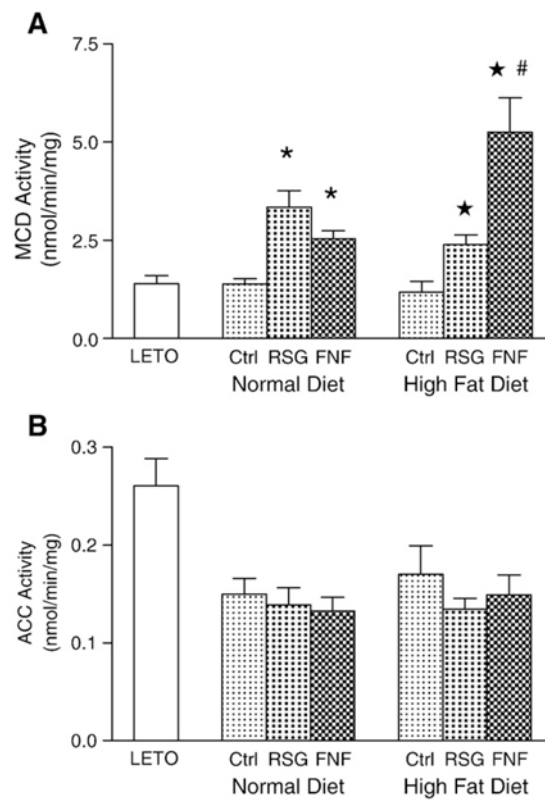 A
7.5
5.0
2.5
0.0
MCD Activity
(nmol/min/mg)
* *
★ ★ #
LETO Ctrl RSG FNF Ctrl RSG FNF
Normal Diet High Fat Diet
B
0.3
0.2
0.1
0.0
ACC Activity
(nmol/min/mg)
LETO Ctrl RSG FNF Ctrl RSG FNF
Normal Diet High Fat Diet